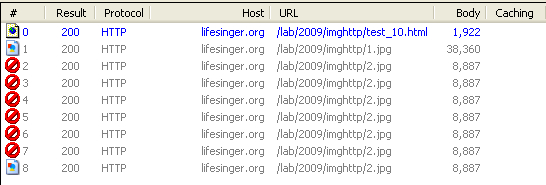 # Result Protocol Host URL Body Caching
0 200 HTTP lifesinger.org /lab/2009/imghttp/test_10.html 1,922
1 200 HTTP lifesinger.org /lab/2009/imghttp/1.jpg 38,360
2 200 HTTP lifesinger.org /lab/2009/imghttp/2.jpg 8,887
3 200 HTTP lifesinger.org /lab/2009/imghttp/2.jpg 8,887
4 200 HTTP lifesinger.org /lab/2009/imghttp/2.jpg 8,887
5 200 HTTP lifesinger.org /lab/2009/imghttp/2.jpg 8,887
6 200 HTTP lifesinger.org /lab/2009/imghttp/2.jpg 8,887
7 200 HTTP lifesinger.org /lab/2009/imghttp/2.jpg 8,887
8 200 HTTP lifesinger.org /lab/2009/imghttp/2.jpg 8,887